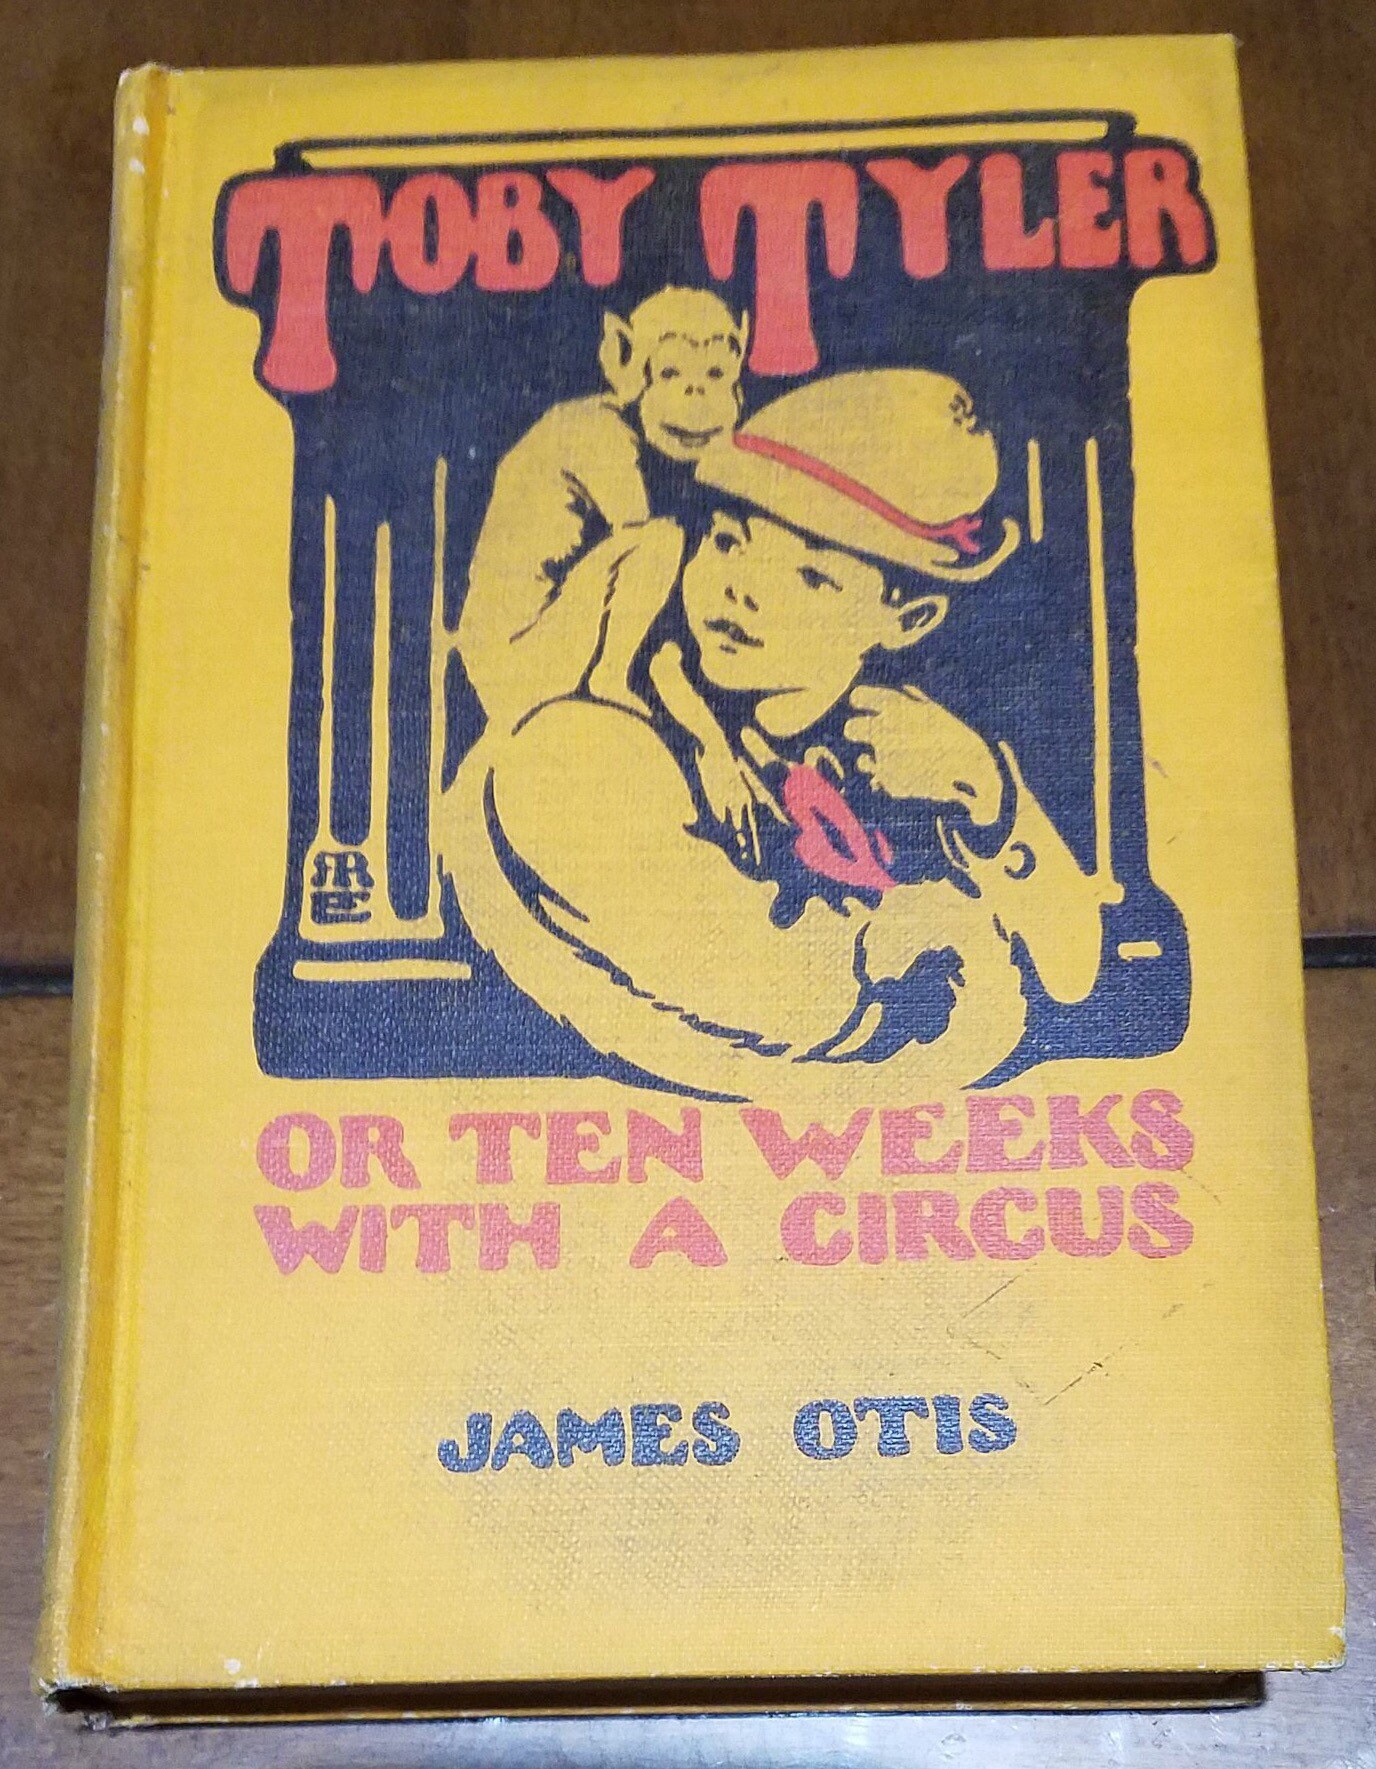 TOBY TYLER
OR TEN WEEKS
WITH A CIRCUS
JAMES OTIS